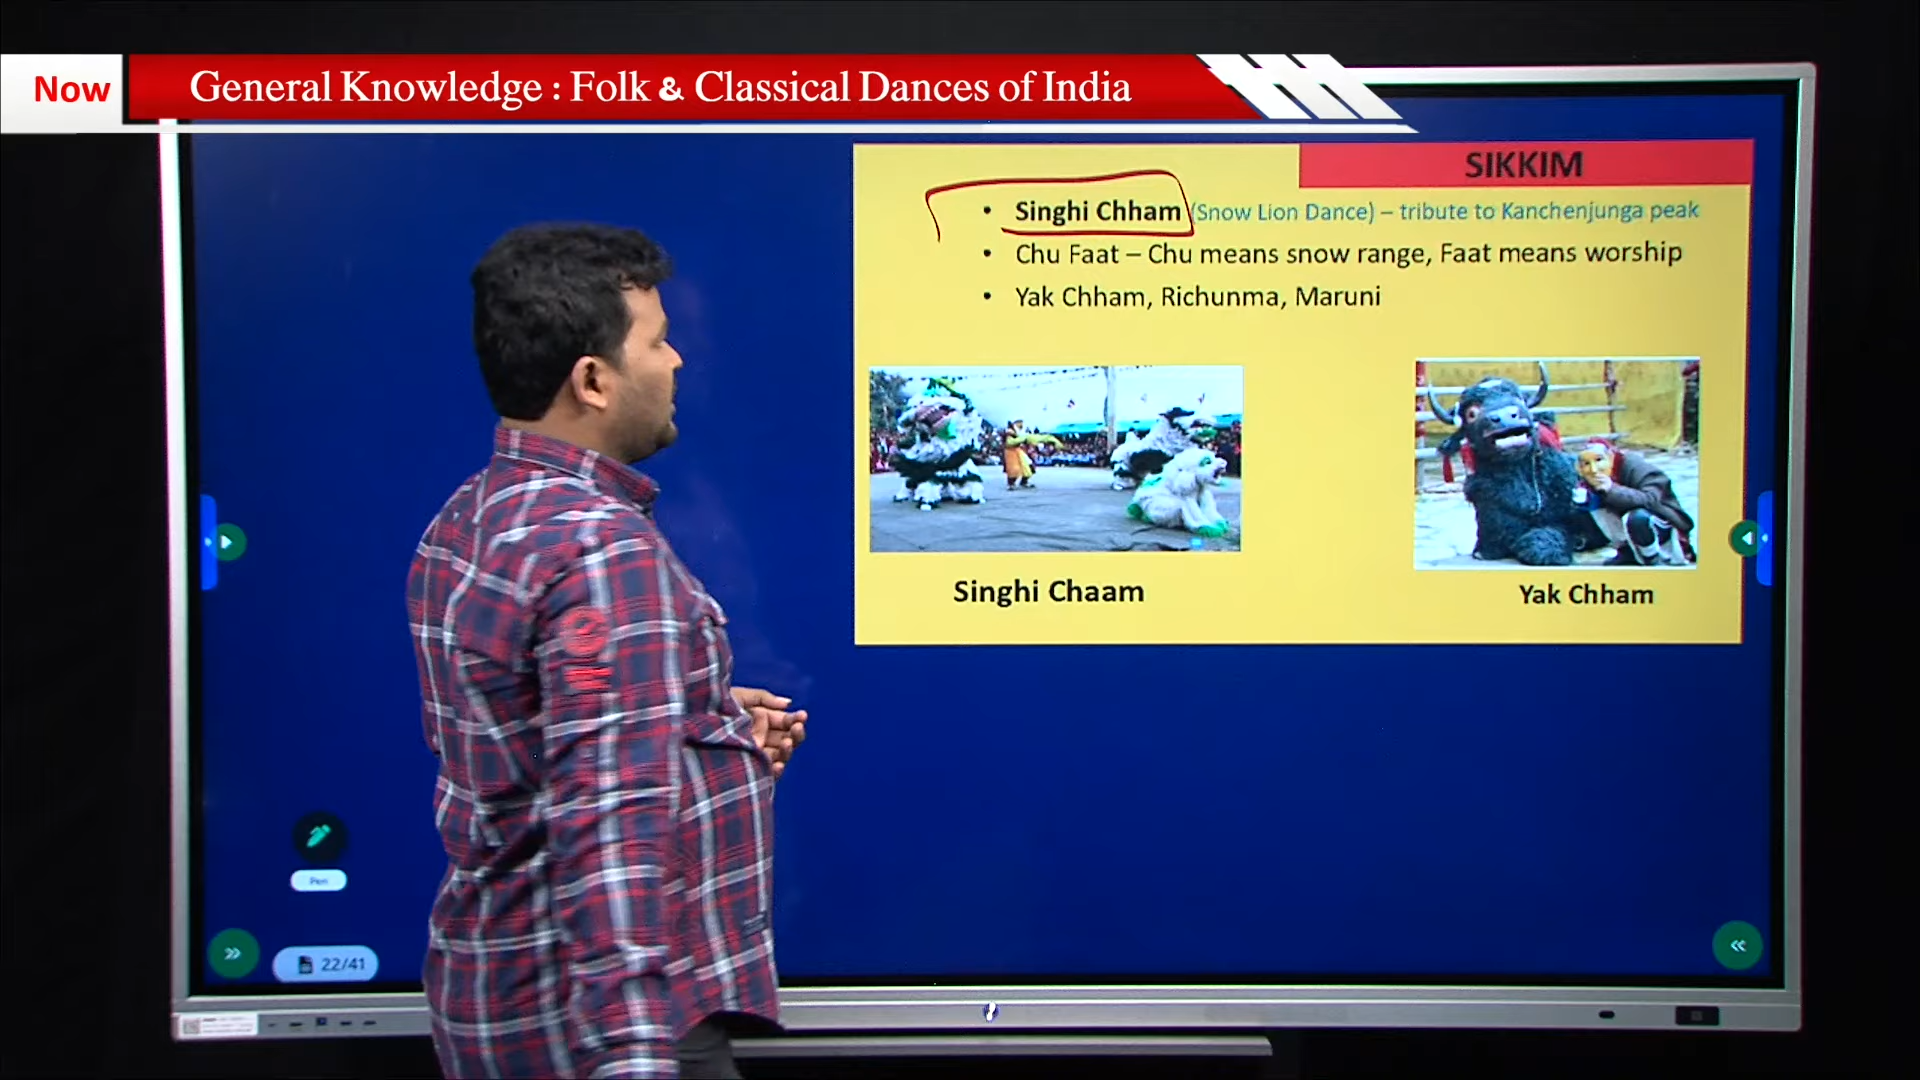 Now
General Knowledge : Folk & Classical Dances of India
SIKKIM
• Singhi Chham (Snow Lion Dance) – tribute to Kanchenjunga peak
• Chu Faat – Chu means snow range, Faat means worship
• Yak Chham, Richunma, Maruni
Singhi Chaam
Yak Chham
Pen
22/41